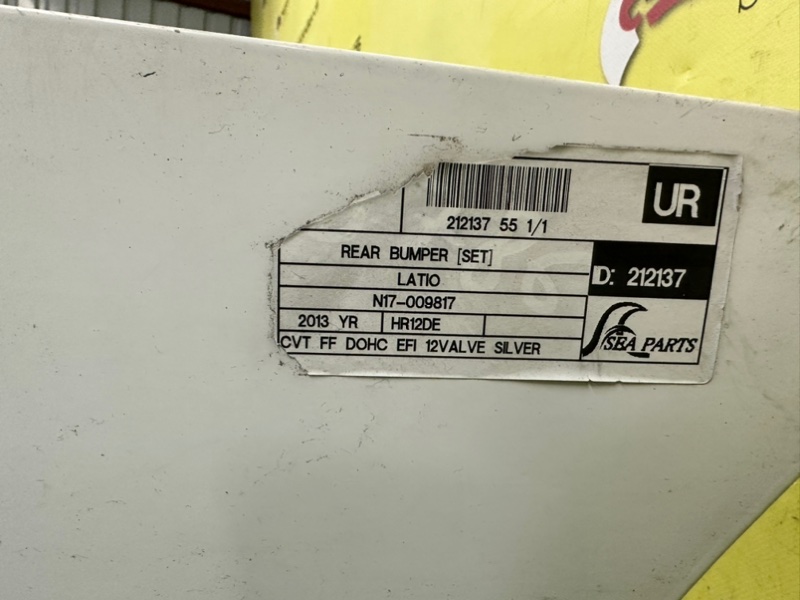 212137 55 1/1
UR
REAR BUMPER [SET]
LATIO
D: 212137
N17-009817
2013 YR HR12DE
CVT FF DOHC EFI 12VALVE SILVER
SEA PARTS